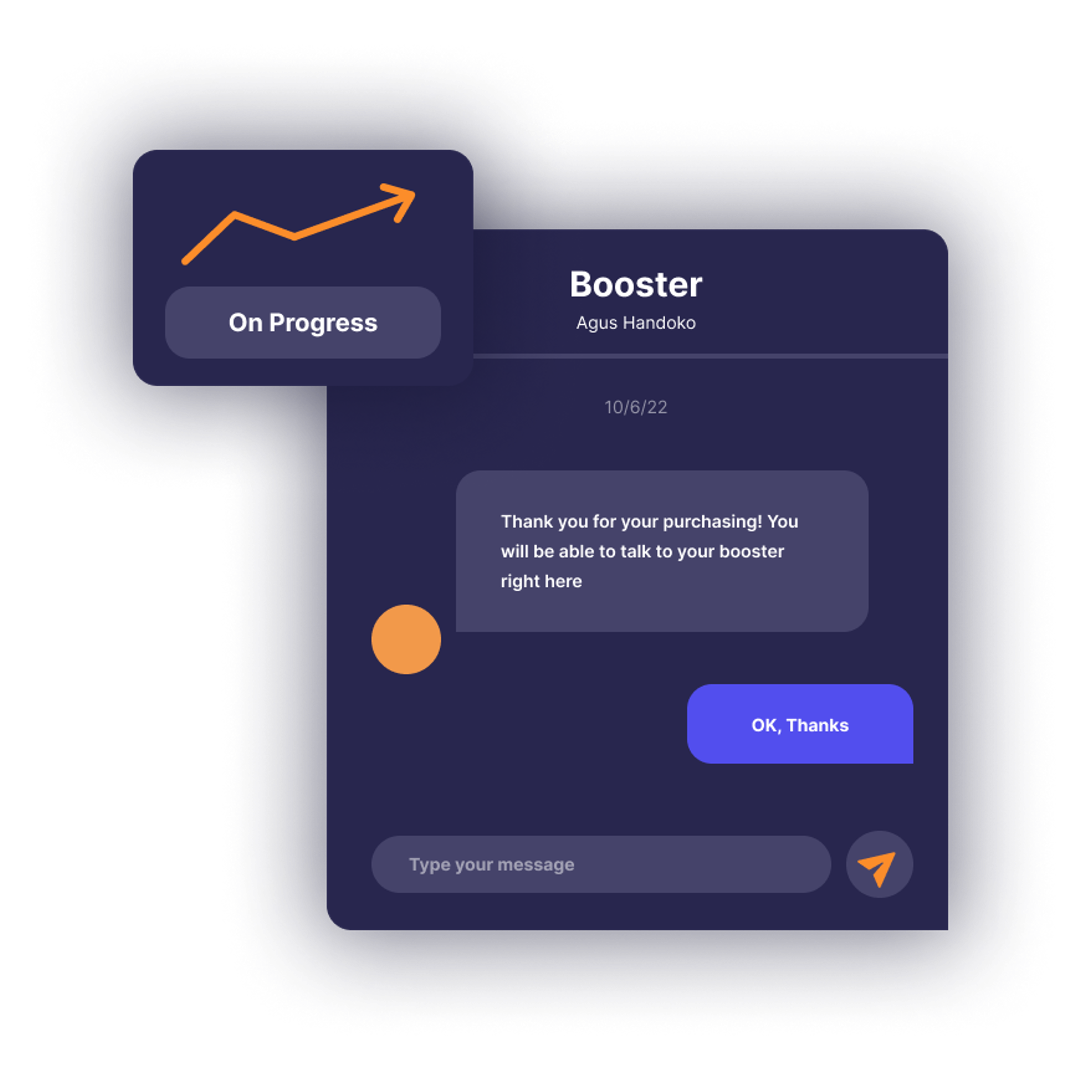 On Progress
Booster
Agus Handoko
10/6/22
Thank you for your purchasing! You
will be able to talk to your booster
right here
OK, Thanks
Type your message